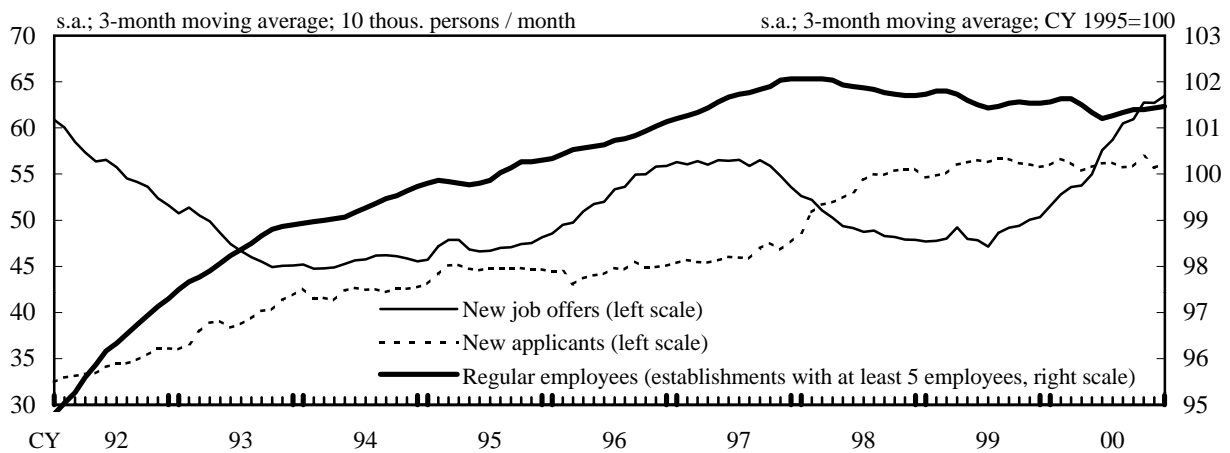 s.a.; 3-month moving average; 10 thous. persons / month s.a.; 3-month moving average; CY 1995=100
70 103
65 102
60 101
55 100
50 99
45 98
40 97
35 96
30 95
New job offers (left scale)
New applicants (left scale)
Regular employees (establishments with at least 5 employees, right scale)
CY 92 93 94 95 96 97 98 99 00